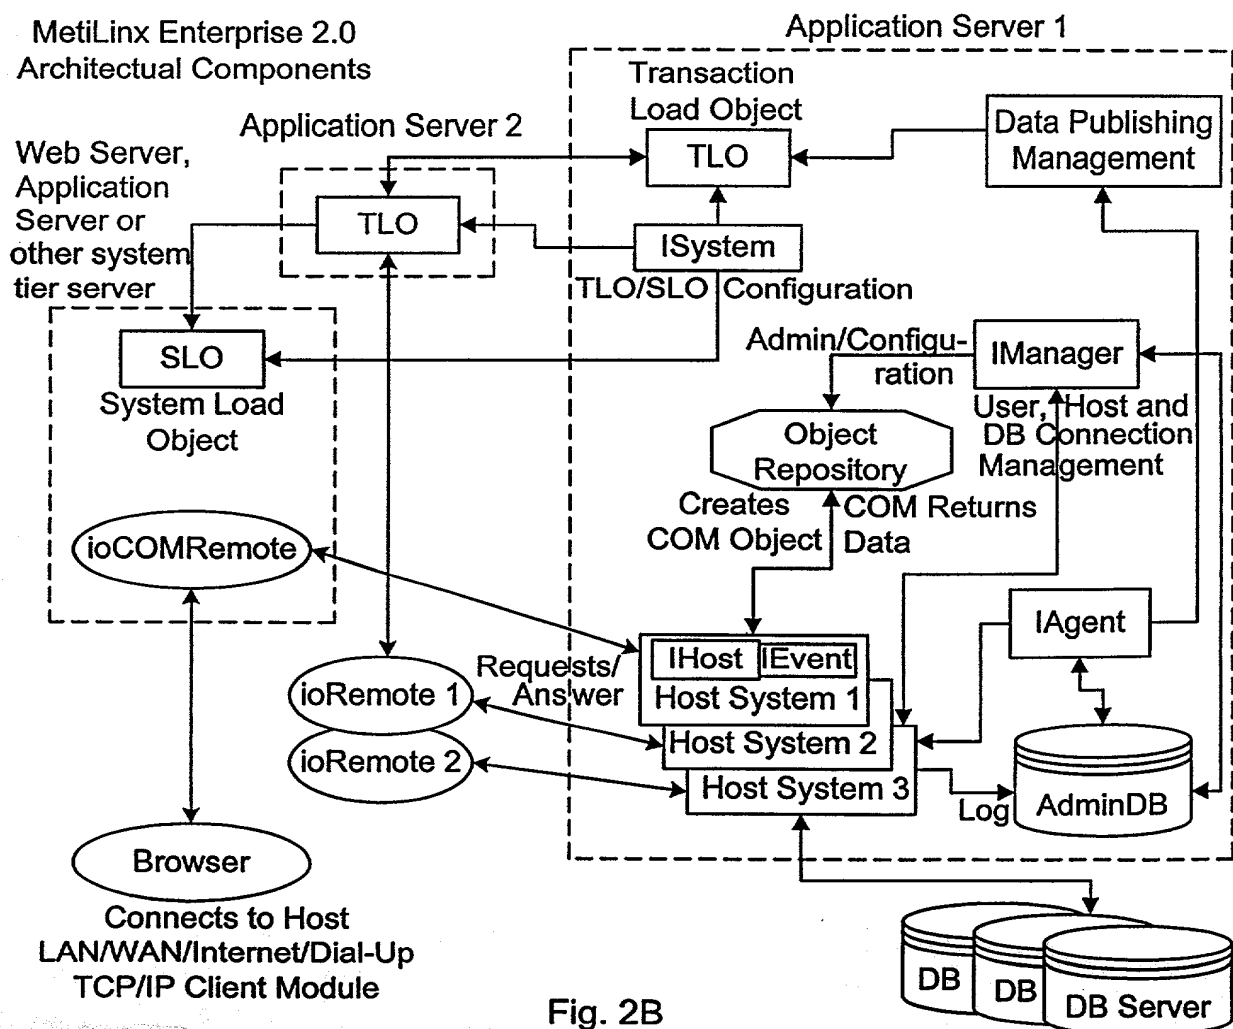 MetiLinx Enterprise 2.0
Architectual Components
Application Server 1
Transaction
Load Object
TLO
Data Publishing
Management
Application Server 2
TLO
Web Server,
Application
Server or
other system
tier server
ISystem
TLO/SLO Configuration
SLO
System Load
Object
Admin/Configu-
ration
IManager
User, Host and
DB Connection
Management
Object
Repository
Creates
COM Object
COM Returns
Data
ioCOMRemote
IAgent
IHost
IEvent
Host System 1
Host System 2
Host System 3
Requests/
Answer
ioRemote 1
ioRemote 2
Log
AdminDB
Browser
Connects to Host
LAN/WAN/Internet/Dial-Up
TCP/IP Client Module
DB
DB
DB Server
Fig. 2B